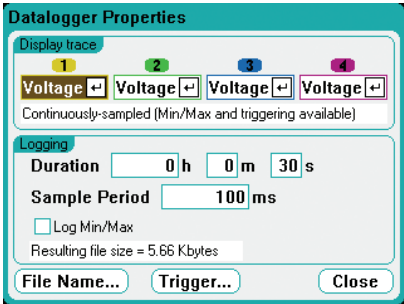 Datalogger Properties
Display trace
1 2 3 4
Voltage Voltage Voltage Voltage
Continuously-sampled (Min/Max and triggering available)
Logging
Duration 0 h 0 m 30 s
Sample Period 100 ms
Log Min/Max
Resulting file size = 5.66 Kbytes
File Name... Trigger... Close